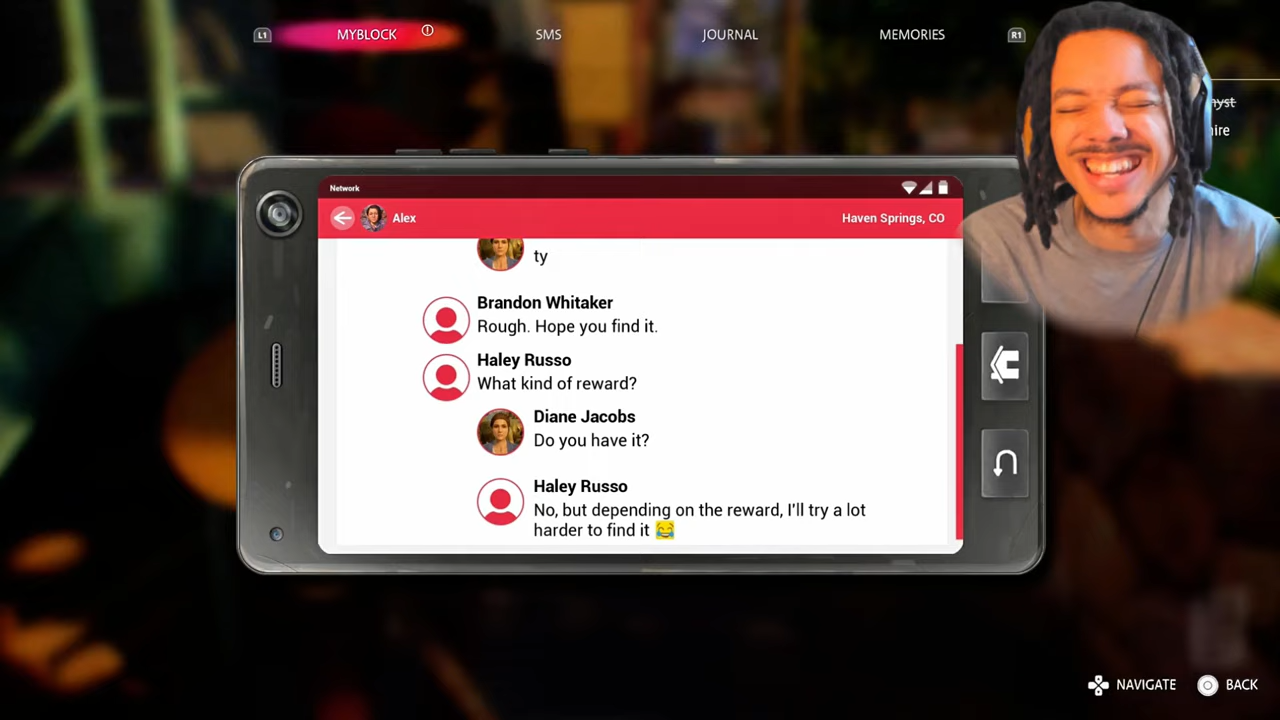 L1 MYBLOCK SMS JOURNAL MEMORIES R1
Network
Alex Haven Springs, CO
ty
Brandon Whitaker
Rough. Hope you find it.
Haley Russo
What kind of reward?
Diane Jacobs
Do you have it?
Haley Russo
No, but depending on the reward, I'll try a lot
harder to find it 😂
NAVIGATE BACK